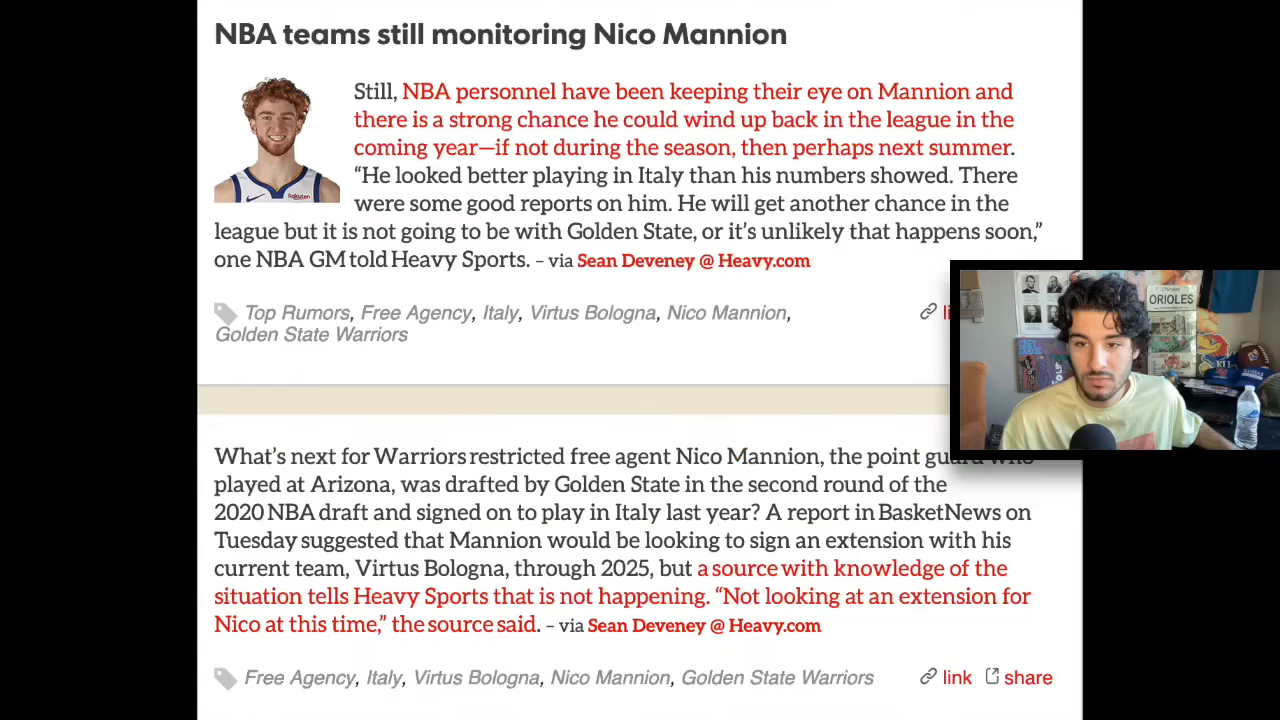 NBA teams still monitoring Nico Mannion
Still, NBA personnel have been keeping their eye on Mannion and
there is a strong chance he could wind up back in the league in the
coming year—if not during the season, then perhaps next summer.
“He looked better playing in Italy than his numbers showed. There
were some good reports on him. He will get another chance in the
league but it is not going to be with Golden State, or it’s unlikely that happens soon,”
one NBA GM told Heavy Sports. – via Sean Deveney @ Heavy.com
Top Rumors, Free Agency, Italy, Virtus Bologna, Nico Mannion,
Golden State Warriors
What’s next for Warriors restricted free agent Nico Mannion, the point guard who
played at Arizona, was drafted by Golden State in the second round of the
2020 NBA draft and signed on to play in Italy last year? A report in BasketNews on
Tuesday suggested that Mannion would be looking to sign an extension with his
current team, Virtus Bologna, through 2025, but a source with knowledge of the
situation tells Heavy Sports that is not happening. “Not looking at an extension for
Nico at this time,” the source said. – via Sean Deveney @ Heavy.com
Free Agency, Italy, Virtus Bologna, Nico Mannion, Golden State Warriors
link share
Rakuten
ORIOLES
KANSAS